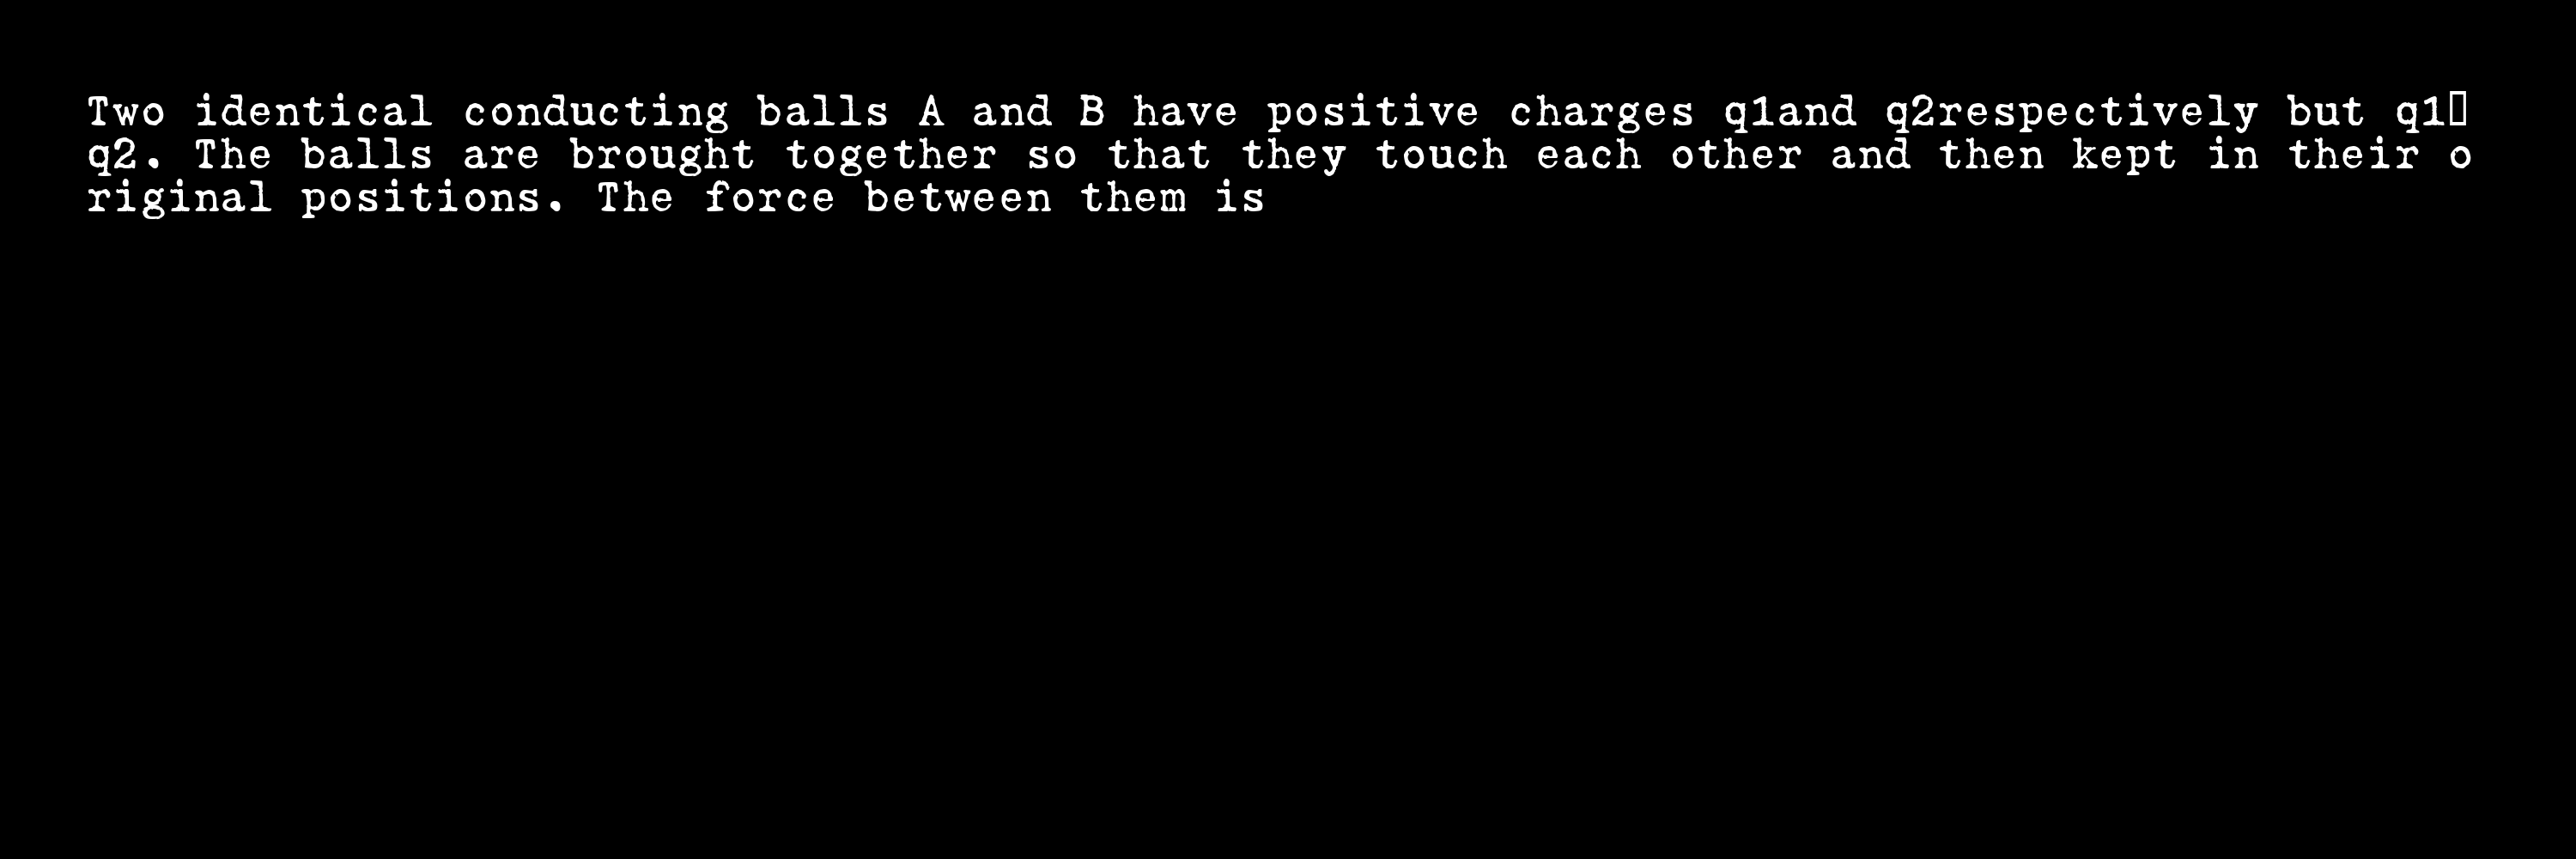 Two identical conducting balls A and B have positive charges q1and q2respectively but q1▯
q2. The balls are brought together so that they touch each other and then kept in their o
riginal positions. The force between them is